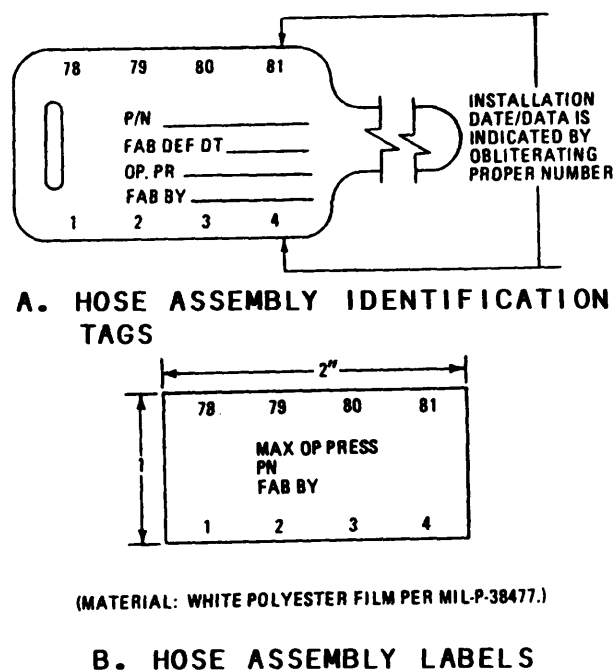 78 79 80 81
P/N
FAB DEF DT
OP. PR
FAB BY
1 2 3 4
INSTALLATION
DATE/DATA IS
INDICATED BY
OBLITERATING
PROPER NUMBER
A. HOSE ASSEMBLY IDENTIFICATION
TAGS
2"
78 79 80 81
1
MAX OP PRESS
PN
FAB BY
1 2 3 4
(MATERIAL: WHITE POLYESTER FILM PER MIL-P-38477.)
B. HOSE ASSEMBLY LABELS